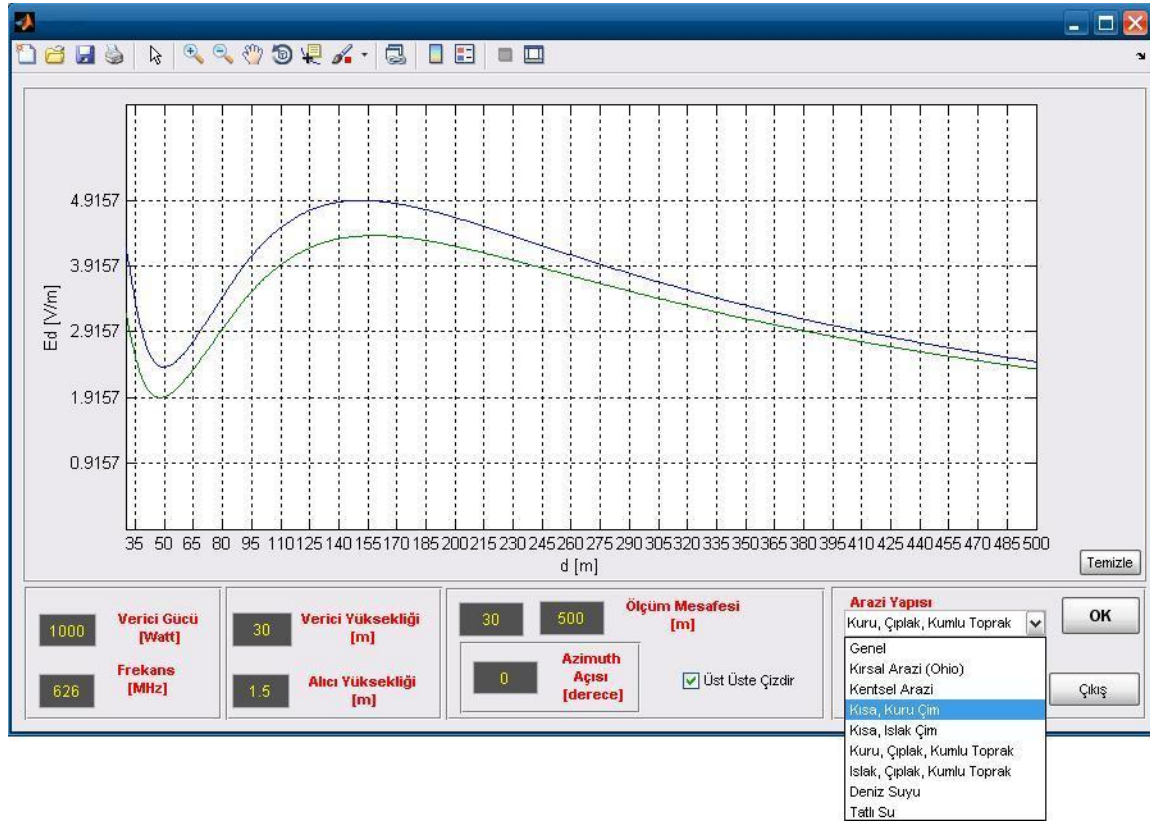 4.9157
3.9157
2.9157
1.9157
0.9157
Ed [V/m]
35 50 65 80 95 110 125 140 155 170 185 200 215 230 245 260 275 290 305 320 335 350 365 380 395 410 425 440 455 470 485 500
d [m]
Temizle
1000 Verici Gücü [Watt]
626 Frekans [MHz]
30 Verici Yüksekliği [m]
1.5 Alıcı Yüksekliği [m]
30 500 Ölçüm Mesafesi [m]
0 Azimuth Açısı [derece]
Üst Üste Çizdir
Arazi Yapısı
Kuru, Çıplak, Kumlu Toprak
Genel
Kırsal Arazi (Ohio)
Kentsel Arazi
Kısa, Kuru Çim
Kısa, Islak Çim
Kuru, Çıplak, Kumlu Toprak
Islak, Çıplak, Kumlu Toprak
Deniz Suyu
Tatlı Su
OK
Çıkış